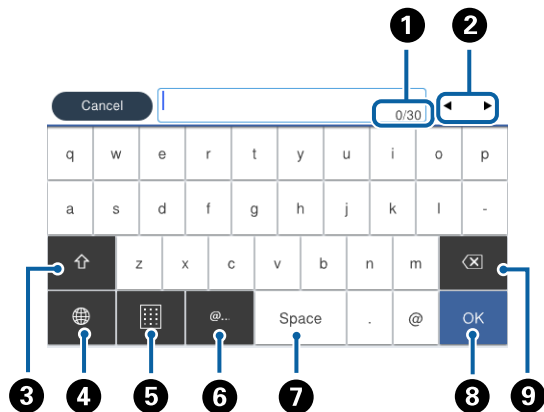 1 2
Cancel
0/30
q w e r t y u i o p
a s d f g h j k l -
z x c v b n m
@... Space . @ OK
3 4 5 6 7 8 9